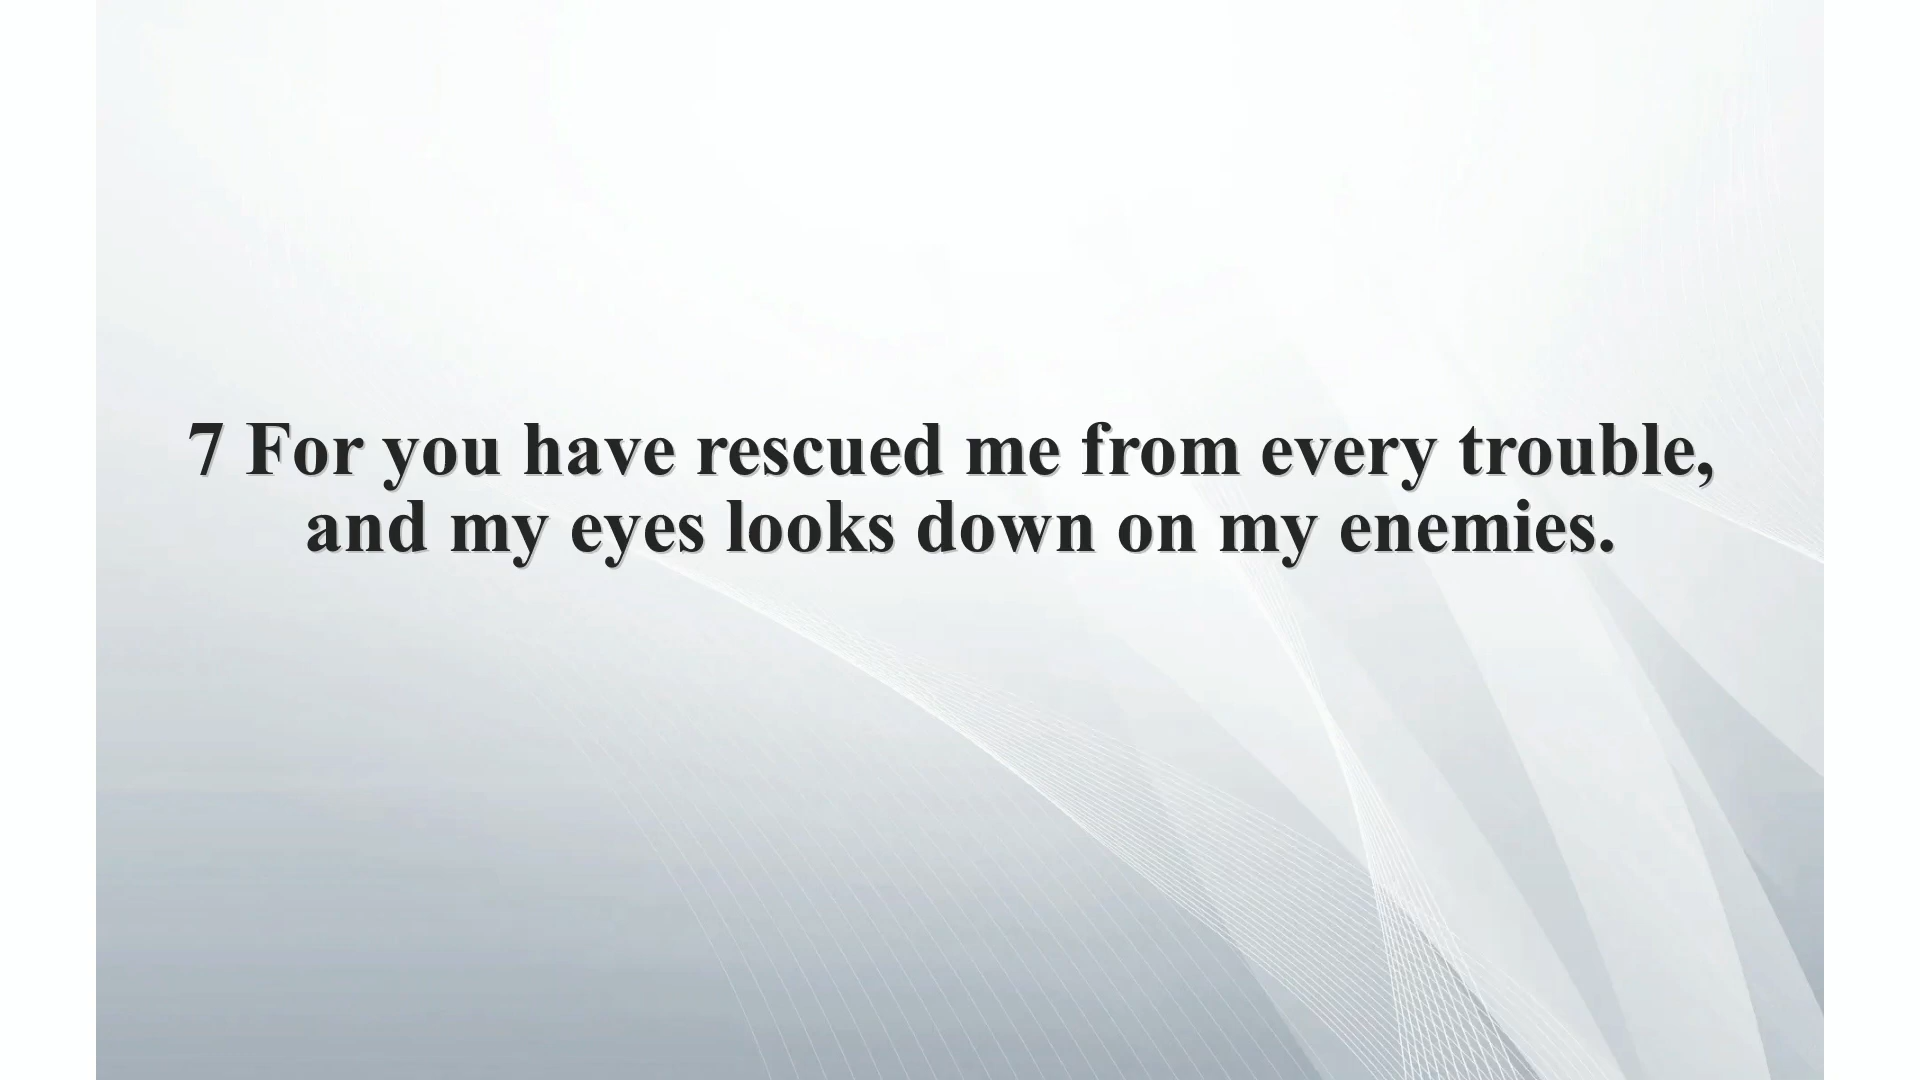 7 For you have rescued me from every trouble,
and my eyes looks down on my enemies.